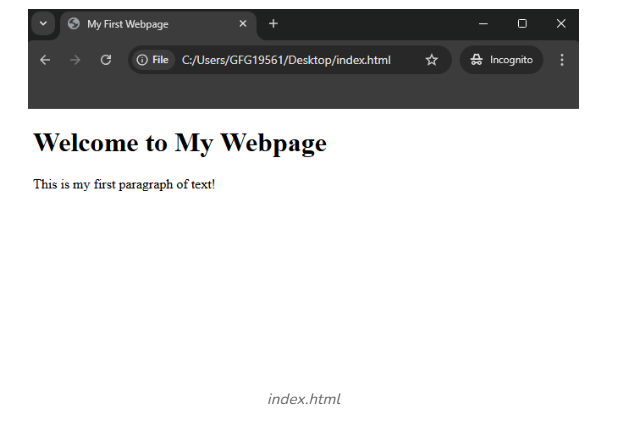 My First Webpage
File C:/Users/GFG19561/Desktop/index.html Incognito
Welcome to My Webpage
This is my first paragraph of text!
index.html